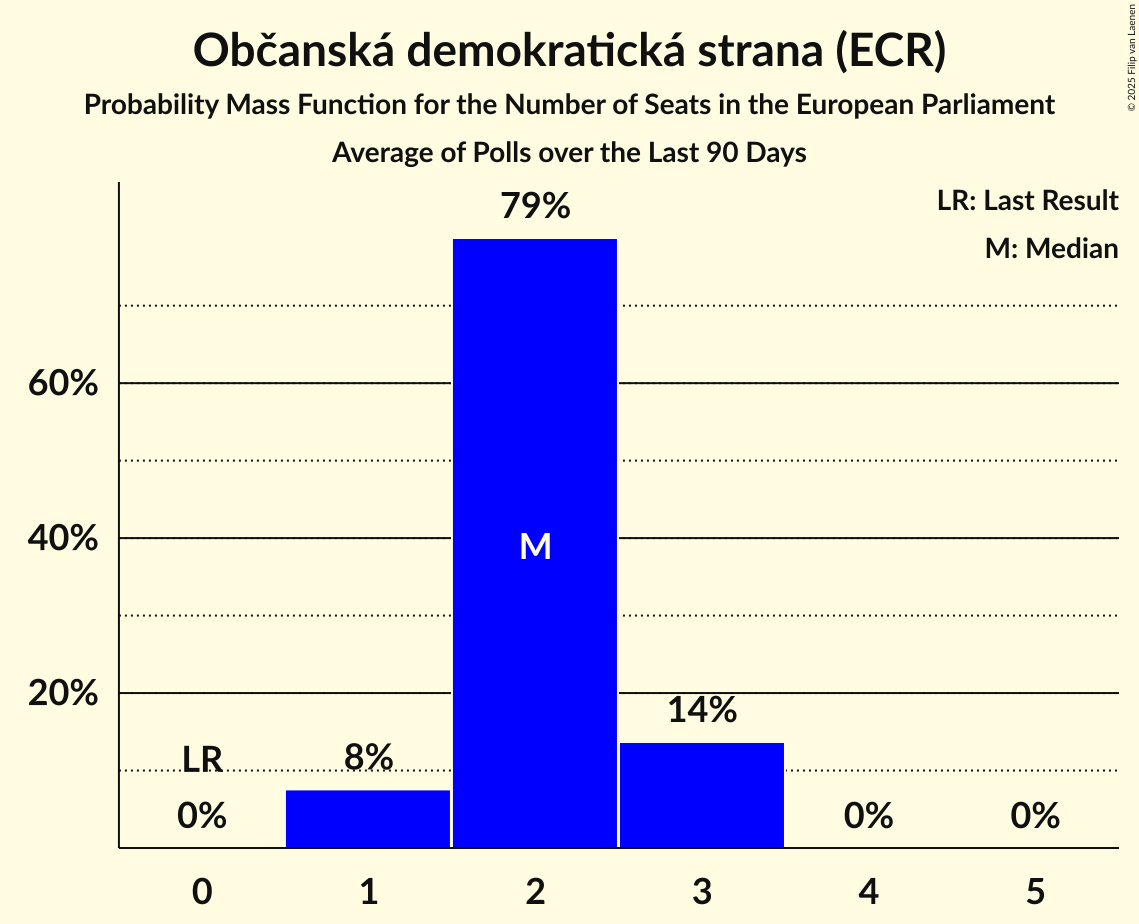 Občanská demokratická strana (ECR)
Probability Mass Function for the Number of Seats in the European Parliament
Average of Polls over the Last 90 Days
© 2025 Filip van Laenen
LR: Last Result
M: Median
79%
60%
40%
M
20%
14%
LR
8%
0%
0%
0%
0
1
2
3
4
5